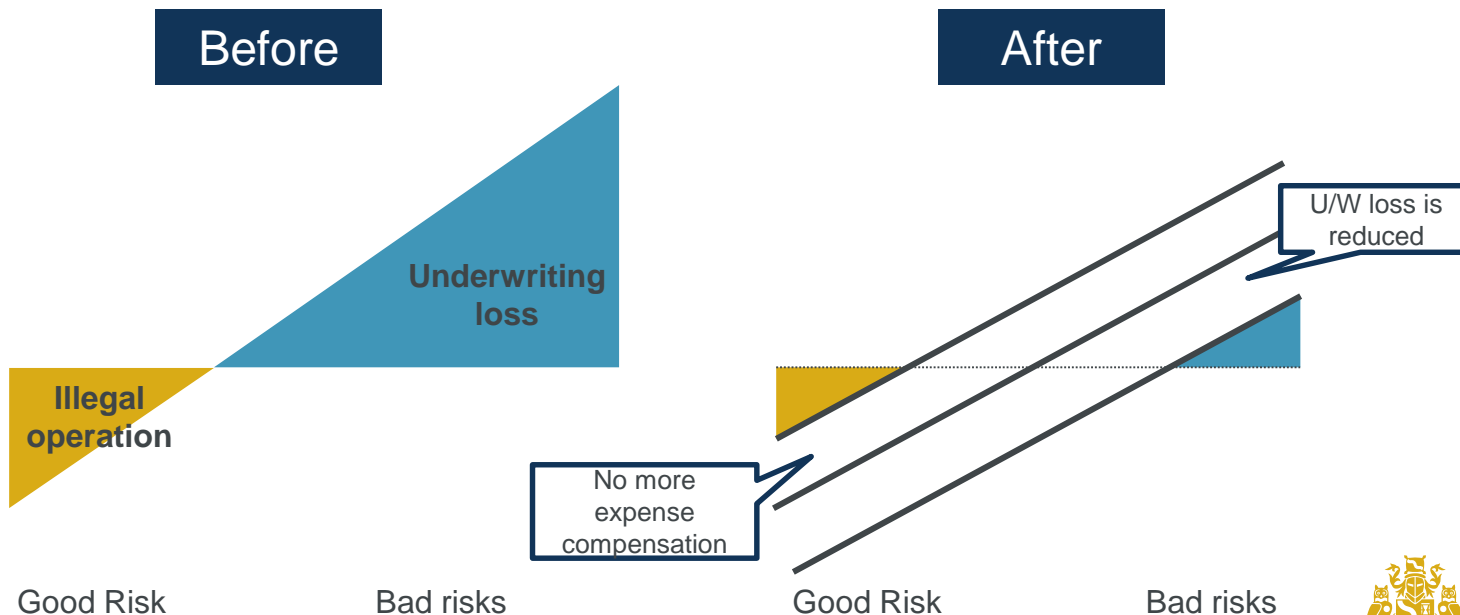 Before
After
Underwriting
loss
Illegal
operation
U/W loss is
reduced
No more
expense
compensation
Good Risk
Bad risks
Good Risk
Bad risks